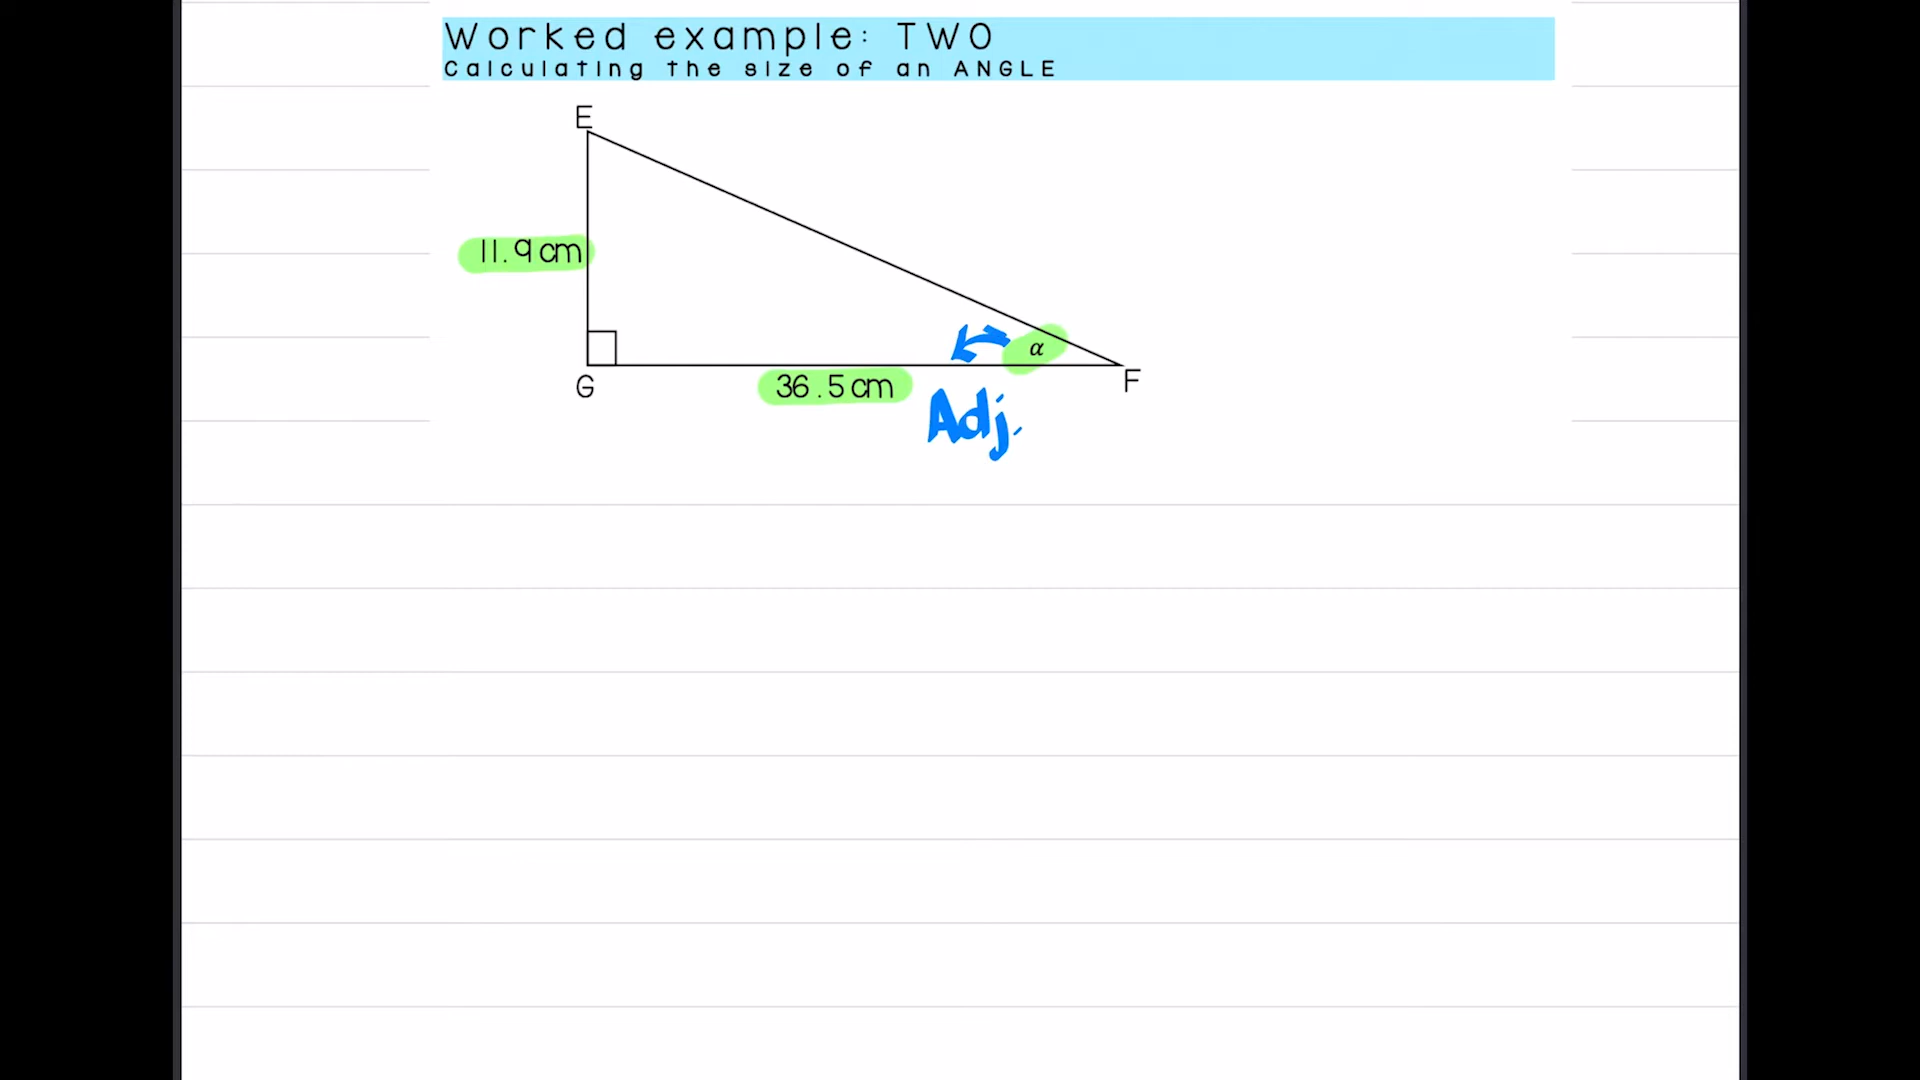 Worked example: TWO
Calculating the size of an ANGLE
E
11.9 cm
α
G
36.5 cm
F
Adj.